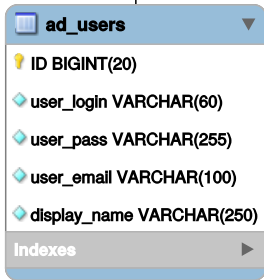 ad_users
ID BIGINT(20)
user_login VARCHAR(60)
user_pass VARCHAR(255)
user_email VARCHAR(100)
display_name VARCHAR(250)
Indexes